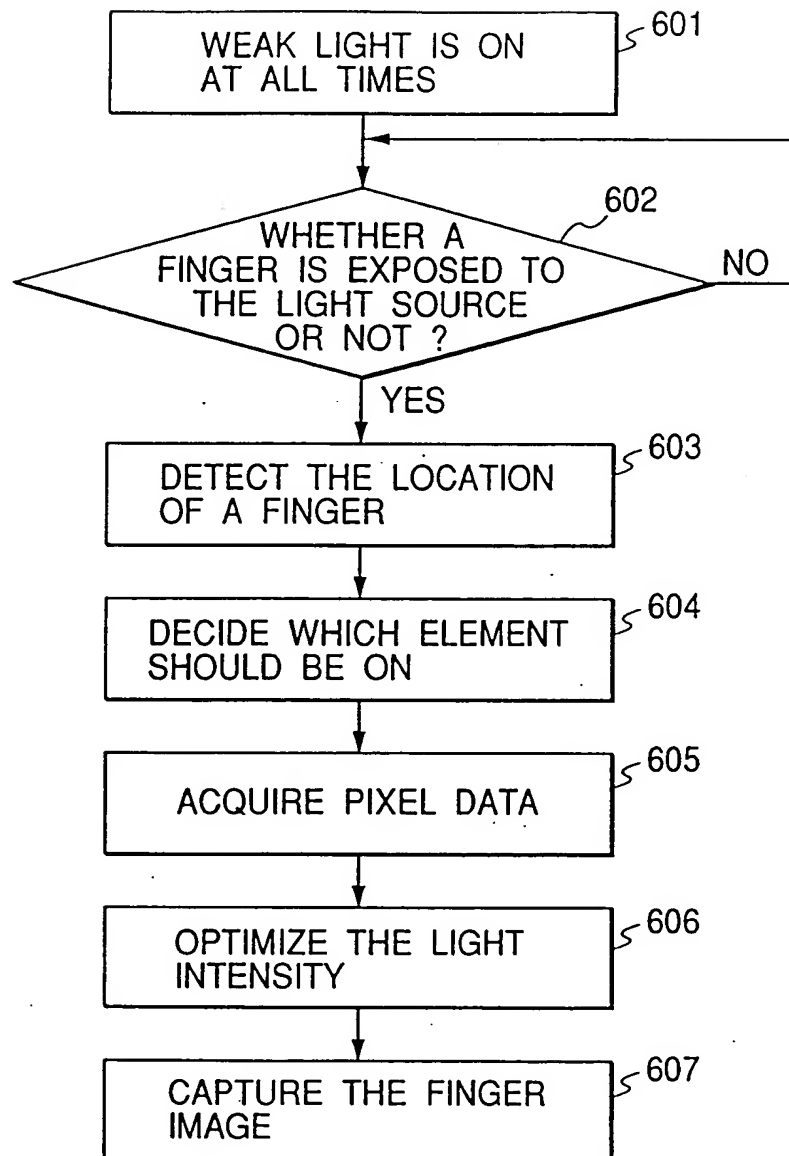 WEAK LIGHT IS ON
AT ALL TIMES
601
WHETHER A
FINGER IS EXPOSED TO
THE LIGHT SOURCE
OR NOT ?
602
NO
YES
DETECT THE LOCATION
OF A FINGER
603
DECIDE WHICH ELEMENT
SHOULD BE ON
604
ACQUIRE PIXEL DATA
605
OPTIMIZE THE LIGHT
INTENSITY
606
CAPTURE THE FINGER
IMAGE
607